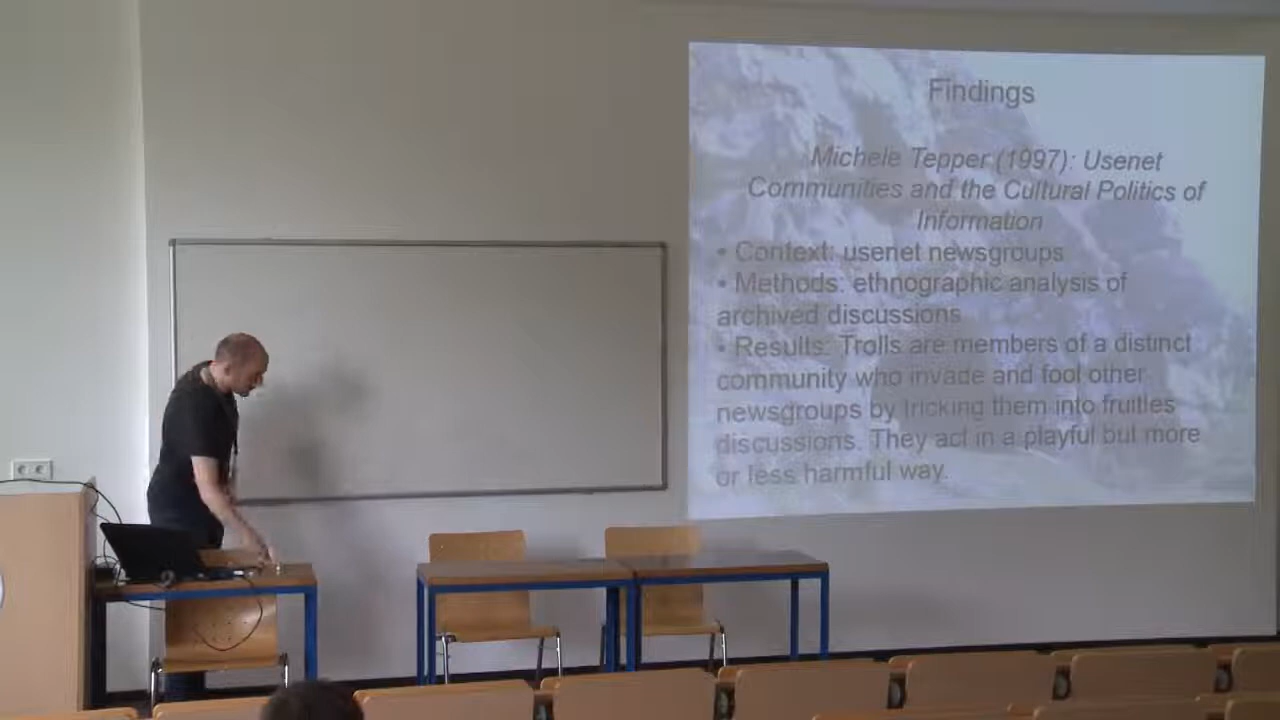 Findings
Michele Tepper (1997): Usenet
Communities and the Cultural Politics of
Information
• Context: usenet newsgroups
• Methods: ethnographic analysis of
archived discussions
• Results: Trolls are members of a distinct
community who invade and fool other
newsgroups by tricking them into fruitles
discussions. They act in a playful but more
or less harmful way.